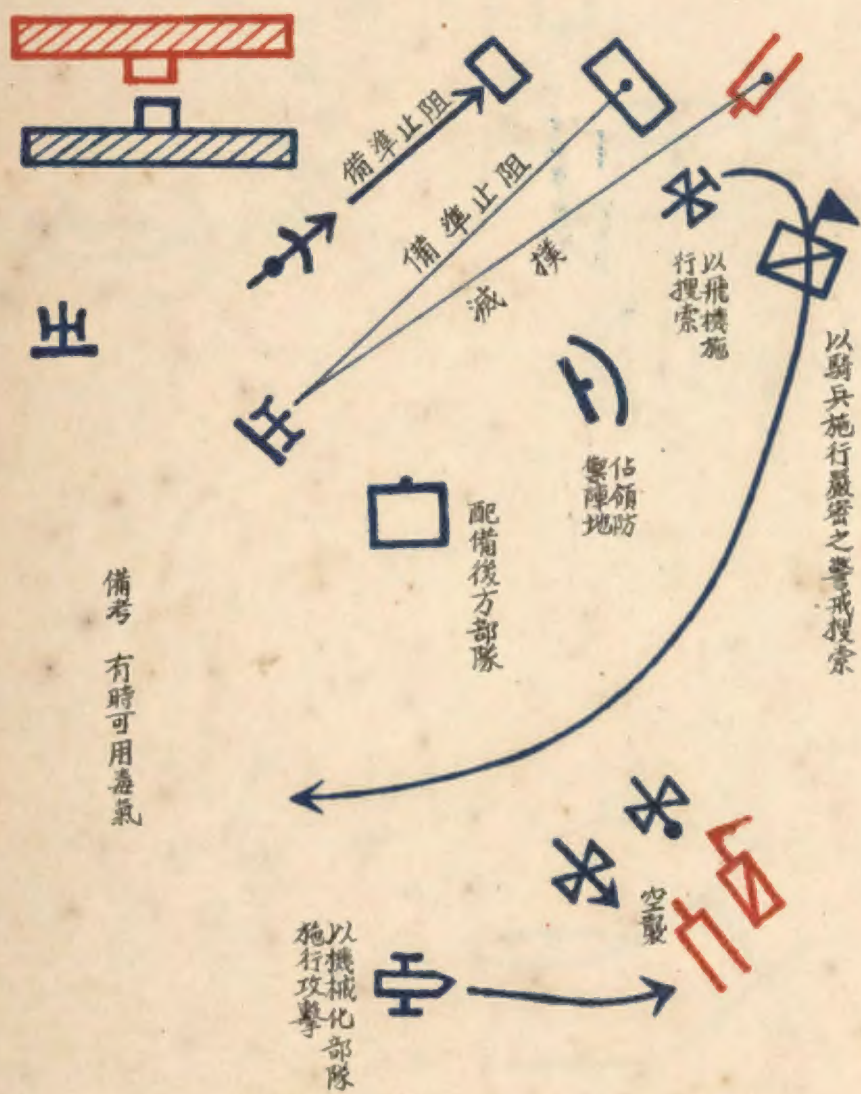 備準止阻
備準止阻
滅撲
以飛機施
行搜索
以騎兵施行嚴密之警戒搜索
佔領防
禦陣地
配備後方部隊
備考　有時可用毒氣
空襲
以機械化部隊
施行攻擊